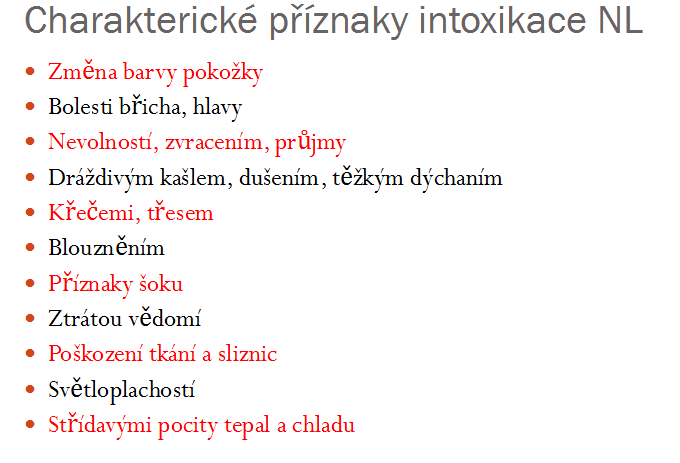 Charakterické příznaky intoxikace NL
• Změna barvy pokožky
• Bolesti břicha, hlavy
• Nevolností, zvracením, průjmy
• Dráždivým kašlem, dušením, těžkým dýchaním
• Křečemi, třesem
• Blouzněním
• Příznaky šoku
• Ztrátou vědomí
• Poškození tkání a sliznic
• Světloplachostí
• Střídavými pocity tepal a chladu